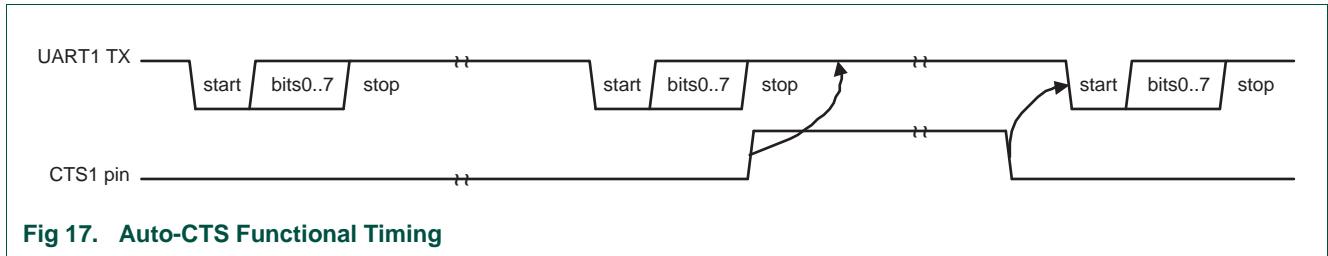 UART1 TX
start bits0..7 stop
start bits0..7 stop
start bits0..7 stop
CTS1 pin
Fig 17. Auto-CTS Functional Timing